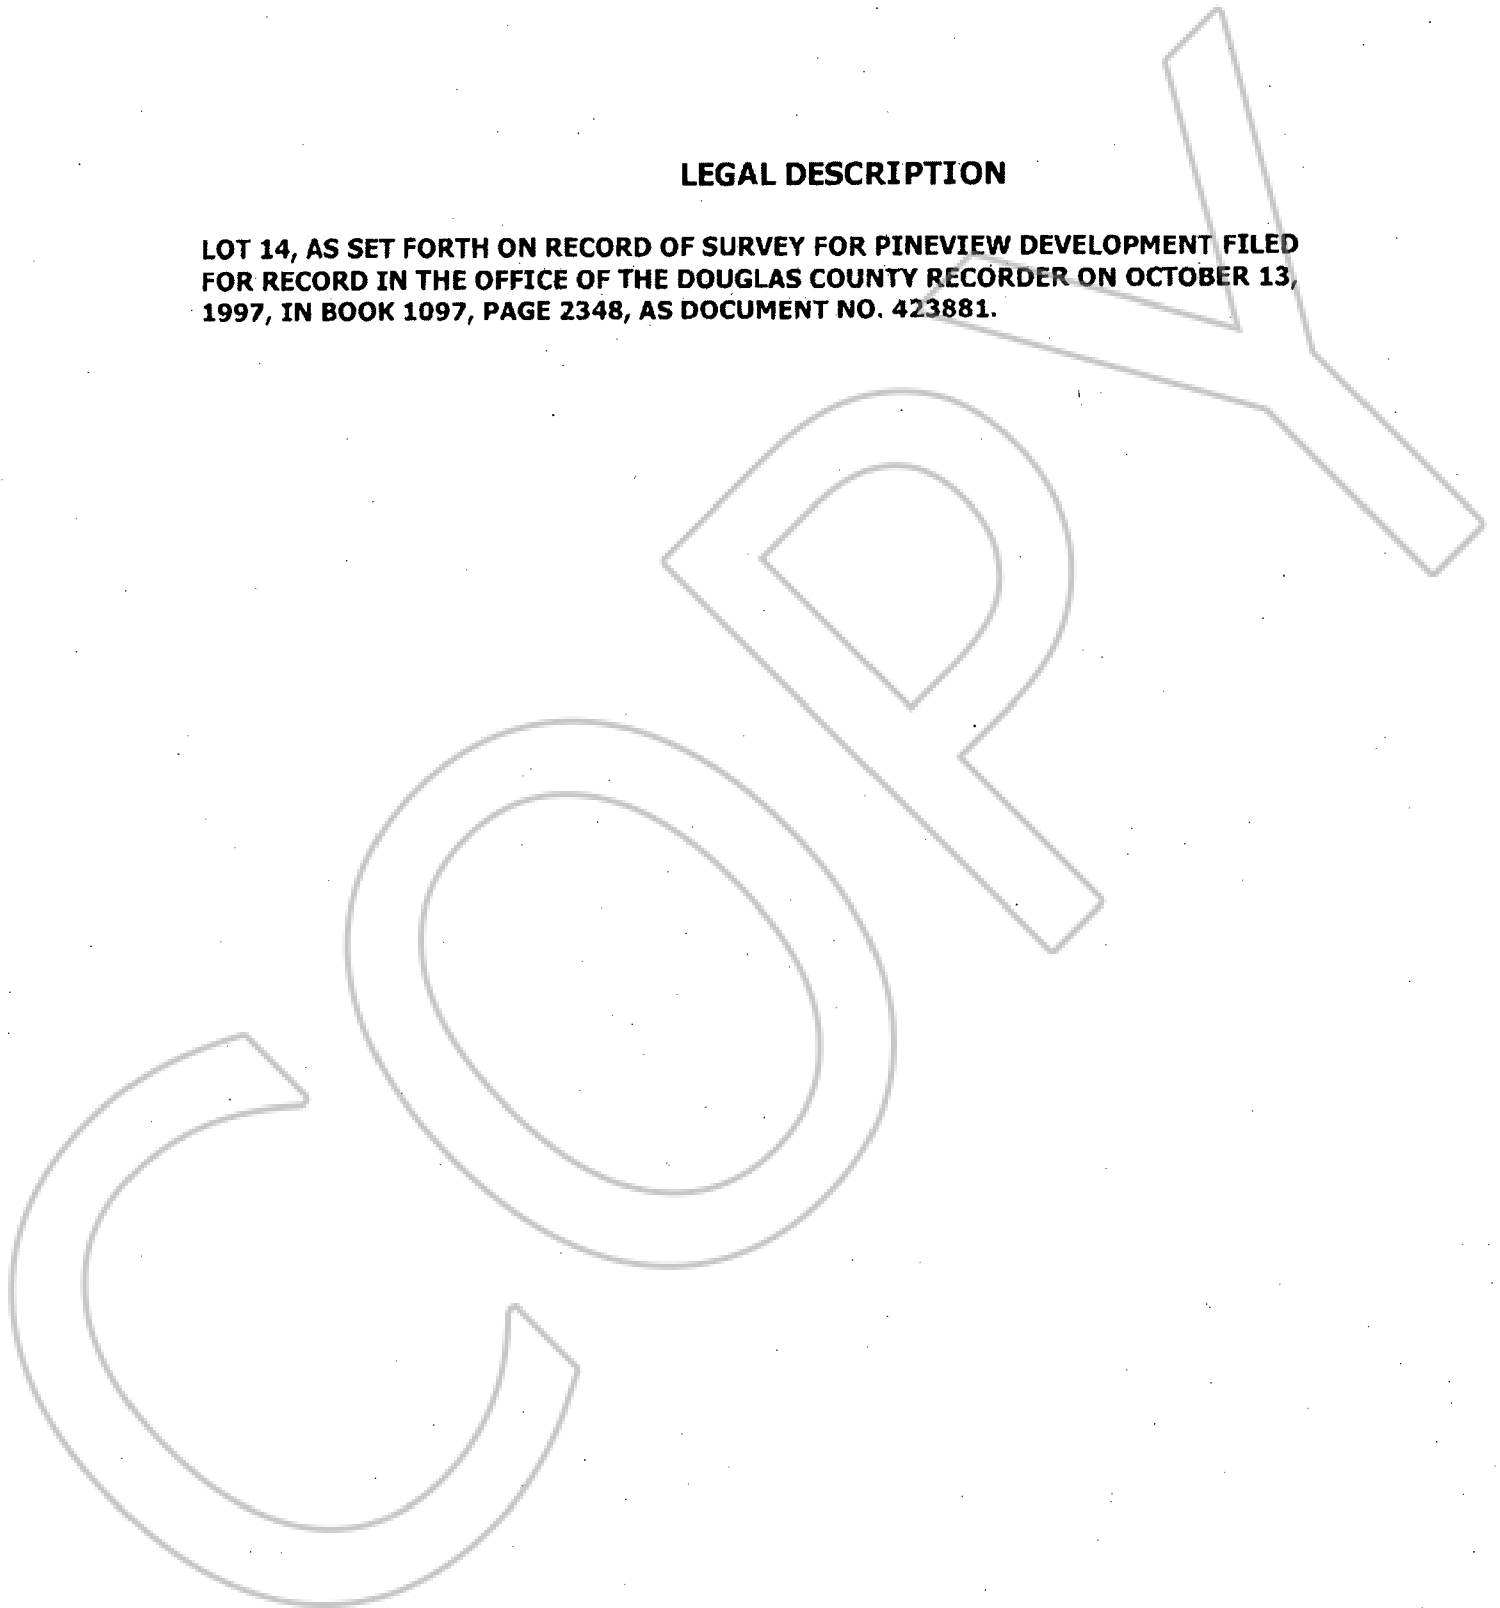 LEGAL DESCRIPTION
LOT 14, AS SET FORTH ON RECORD OF SURVEY FOR PINEVIEW DEVELOPMENT FILED
FOR RECORD IN THE OFFICE OF THE DOUGLAS COUNTY RECORDER ON OCTOBER 13,
1997, IN BOOK 1097, PAGE 2348, AS DOCUMENT NO. 423881.
COPY